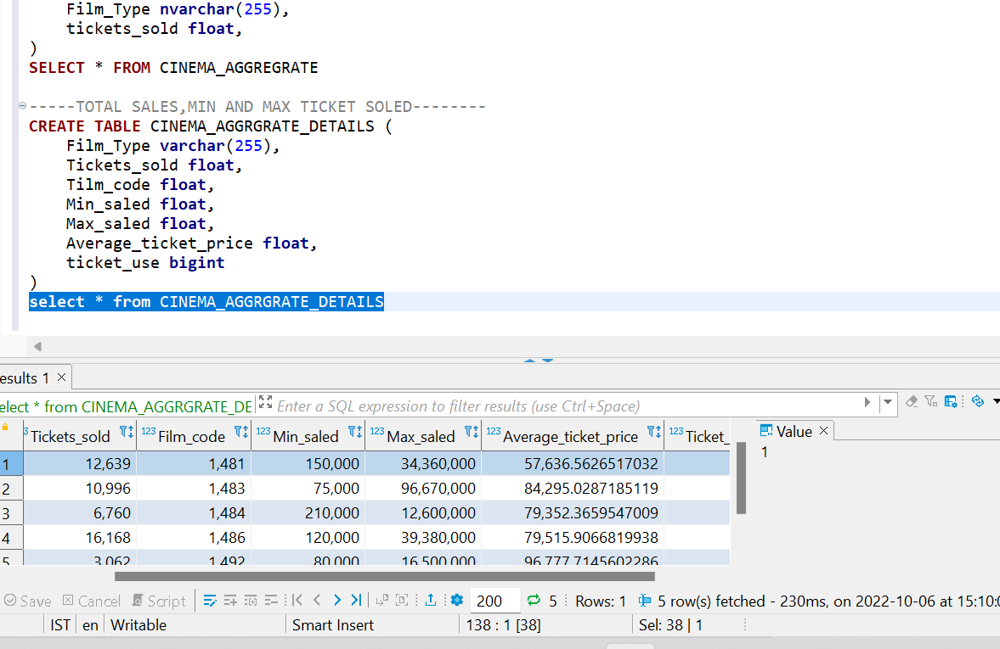 Film_Type nvarchar(255),
tickets_sold float,
)
SELECT * FROM CINEMA_AGGREGRATE
-----TOTAL SALES,MIN AND MAX TICKET SOLED--------
CREATE TABLE CINEMA_AGGRGRATE_DETAILS (
Film_Type varchar(255),
Tickets_sold float,
Tilm_code float,
Min_saled float,
Max_saled float,
Average_ticket_price float,
ticket_use bigint
)
select * from CINEMA_AGGRGRATE_DETAILS
esults 1
elect * from CINEMA_AGGRGRATE_DE Enter a SQL expression to filter results (use Ctrl+Space)
Tickets_sold 123 Film_code 123 Min_saled 123 Max_saled 123 Average_ticket_price 123 Ticket_ Value
1 12,639 1,481 150,000 34,360,000 57,636.5626517032 1
2 10,996 1,483 75,000 96,670,000 84,295.0287185119
3 6,760 1,484 210,000 12,600,000 79,352.3659547009
4 16,168 1,486 120,000 39,380,000 79,515.9066819938
5 3,062 1,492 80,000 16,500,000 96,777.7145602286
Save Cancel Script 200 5 Rows: 1 5 row(s) fetched - 230ms, on 2022-10-06 at 15:10:0
IST en Writable Smart Insert 138 : 1 [38] Sel: 38 | 1